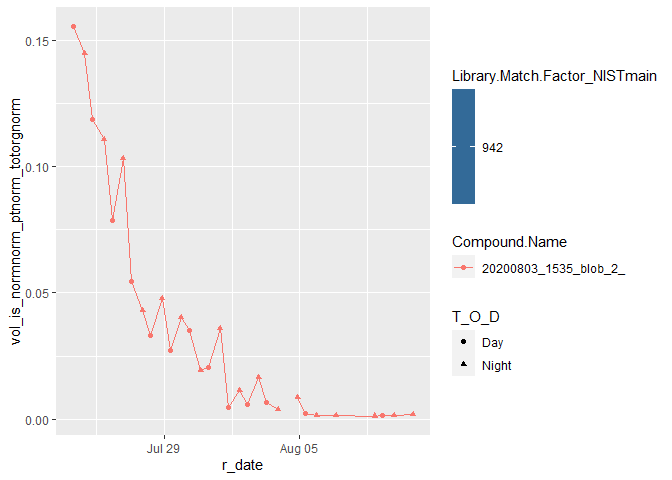 0.15
0.10
0.05
0.00
vol_is_normnorm_ptnorm_totorgnorm
Jul 29
Aug 05
r_date
Library.Match.Factor_NISTmain
942
Compound.Name
20200803_1535_blob_2_
T_O_D
Day
Night